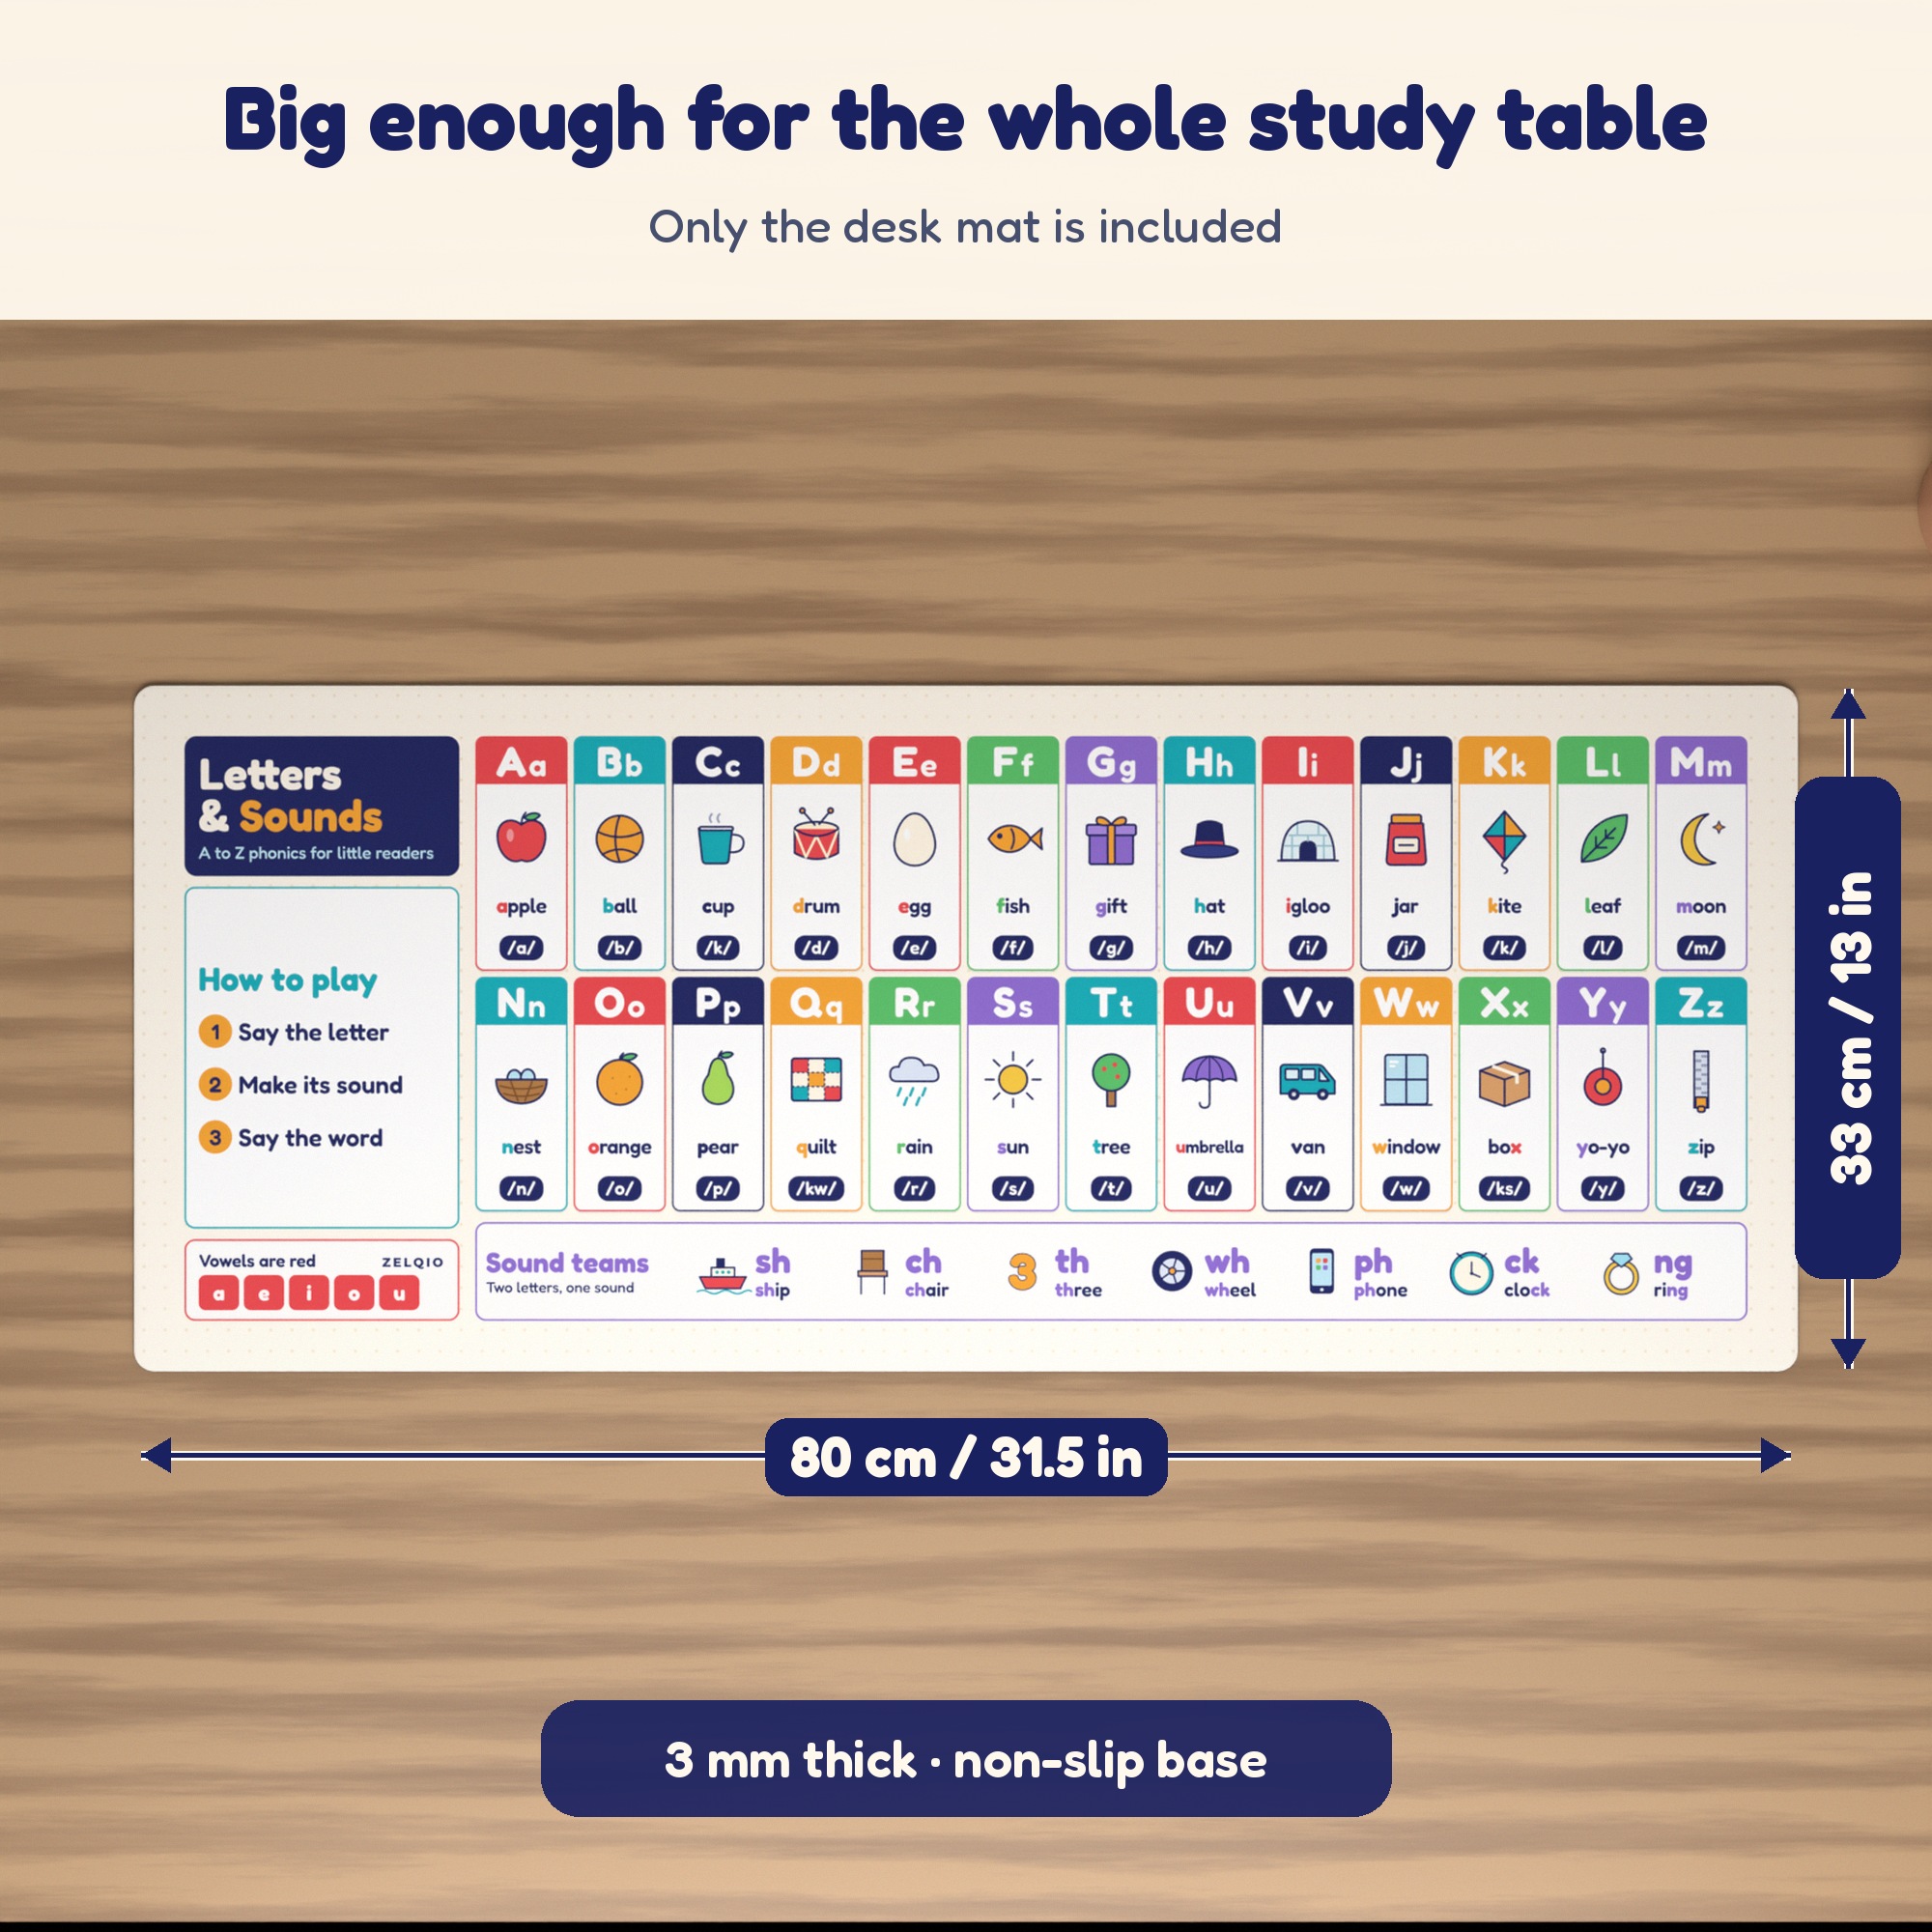 Big enough for the whole study table
Only the desk mat is included
Letters
& Sounds
A to Z phonics for little readers
How to play
1 Say the letter
2 Make its sound
3 Say the word
Vowels are red
ZELQIO
a e i o u
Aa Bb Cc Dd Ee Ff Gg Hh Ii Jj Kk Ll Mm
apple ball cup drum egg fish gift hat igloo jar kite leaf moon
/a/ /b/ /k/ /d/ /e/ /f/ /g/ /h/ /i/ /j/ /k/ /l/ /m/
Nn Oo Pp Qq Rr Ss Tt Uu Vv Ww Xx Yy Zz
nest orange pear quilt rain sun tree umbrella van window box yo-yo zip
/n/ /o/ /p/ /kw/ /r/ /s/ /t/ /u/ /v/ /w/ /ks/ /y/ /z/
Sound teams
Two letters, one sound
sh
ship
ch
chair
3
th
three
wh
wheel
ph
phone
ck
clock
ng
ring
33 cm / 13 in
80 cm / 31.5 in
3 mm thick · non-slip base